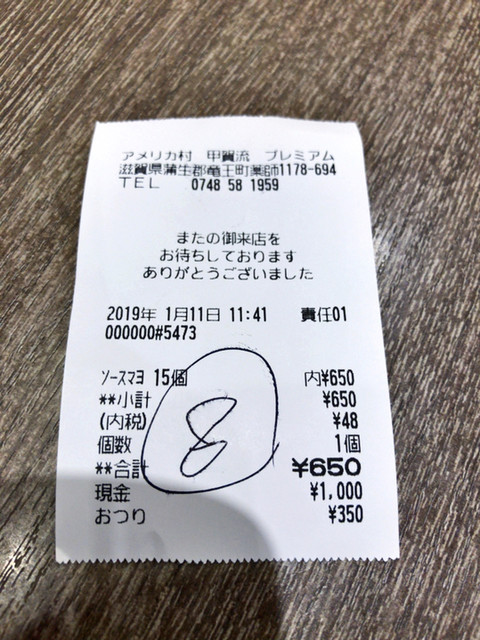 アメリカ村 甲賀流 プレミアム
滋賀県蒲生郡竜王町薬師1178-694
TEL 0748 58 1959
またの御来店を
お待ちしております
ありがとうございました
2019年 1月11日 11:41 責任01
000000#5473
ｿｰｽﾏﾖ 15個 内¥650
**小計 ¥650
(内税) ¥48
個数 1個
**合計 ¥650
現金 ¥1,000
おつり ¥350
8